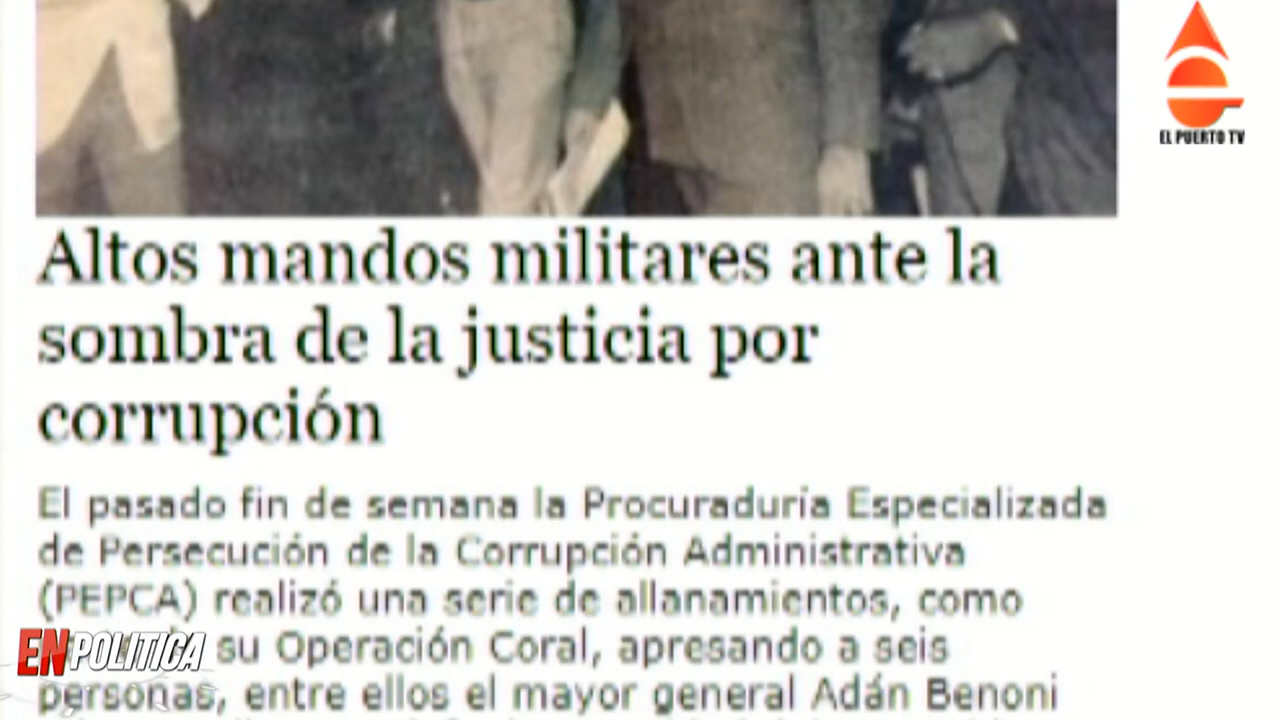 EL PUERTO TV
Altos mandos militares ante la
sombra de la justicia por
corrupción
El pasado fin de semana la Procuraduría Especializada
de Persecución de la Corrupción Administrativa
(PEPCA) realizó una serie de allanamientos, como
su Operación Coral, apresando a seis
personas, entre ellos el mayor general Adán Benoni
EN POLITICA